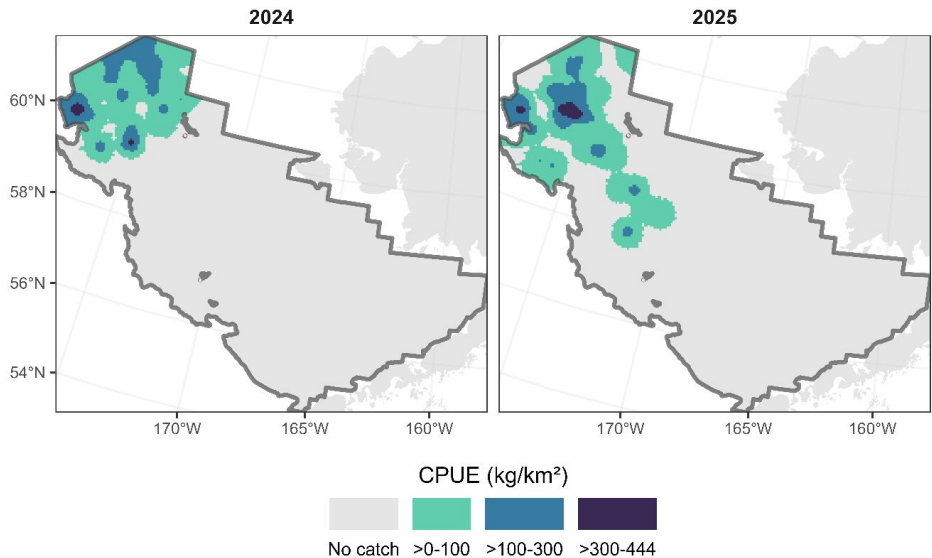 2024 2025
60°N
58°N
56°N
54°N
170°W 165°W 160°W 170°W 165°W 160°W
CPUE (kg/km²)
No catch >0-100 >100-300 >300-444